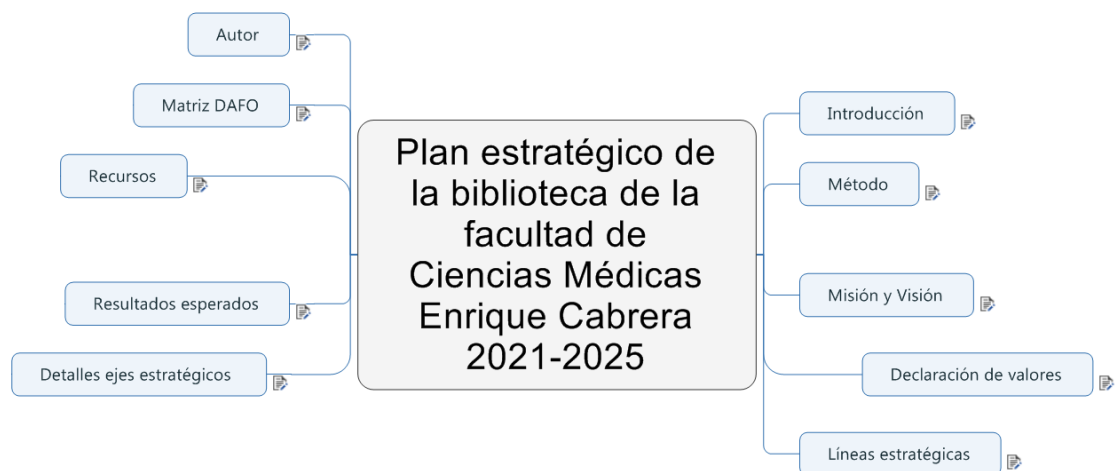 Plan estratégico de
la biblioteca de la
facultad de
Ciencias Médicas
Enrique Cabrera
2021-2025
Autor
Matriz DAFO
Recursos
Resultados esperados
Detalles ejes estratégicos
Introducción
Método
Misión y Visión
Declaración de valores
Líneas estratégicas